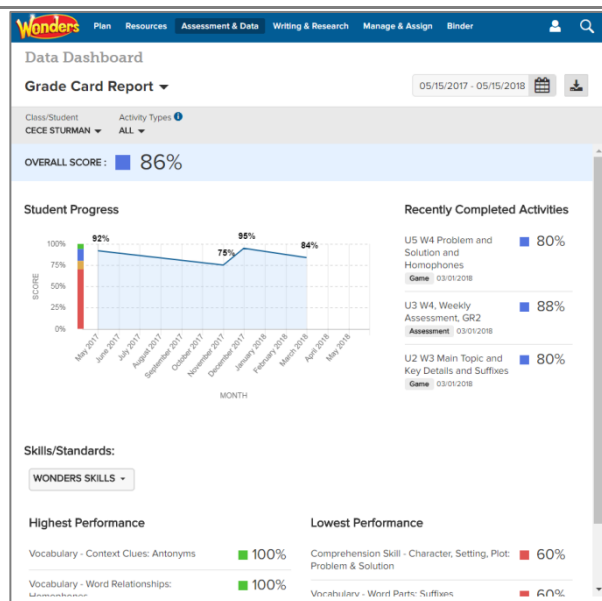 Wonders Plan Resources Assessment & Data Writing & Research Manage & Assign Binder
Data Dashboard
Grade Card Report
05/15/2017 - 05/15/2018
Class/Student Activity Types
CECE STURMAN ALL
OVERALL SCORE : 86%
Student Progress
100%
75%
50%
25%
0%
SCORE
92%
75%
95%
84%
May 2017
June 2017
July 2017
August 2017
September 2017
October 2017
November 2017
December 2017
January 2018
February 2018
March 2018
April 2018
May 2018
MONTH
Recently Completed Activities
U5 W4 Problem and 80%
Solution and
Homophones
Game 03/01/2018
U3 W4, Weekly 88%
Assessment, GR2
Assessment 03/01/2018
U2 W3 Main Topic and 80%
Key Details and Suffixes
Game 03/01/2018
Skills/Standards:
WONDERS SKILLS
Highest Performance
Vocabulary - Context Clues: Antonyms 100%
Vocabulary - Word Relationships: 100%
Homophones
Lowest Performance
Comprehension Skill - Character, Setting, Plot: 60%
Problem & Solution
Vocabulary - Word Parts: Suffixes 60%